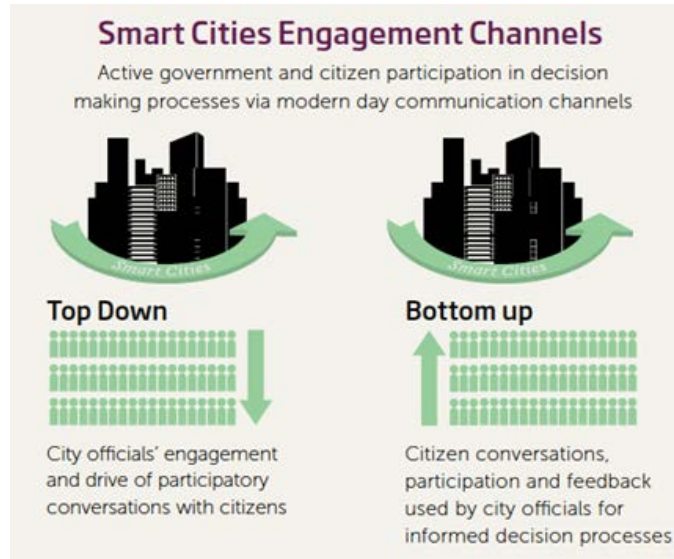 Smart Cities Engagement Channels
Active government and citizen participation in decision
making processes via modern day communication channels
Smart Cities
Smart Cities
Top Down
City officials' engagement
and drive of participatory
conversations with citizens
Bottom up
Citizen conversations,
participation and feedback
used by city officials for
informed decision processes